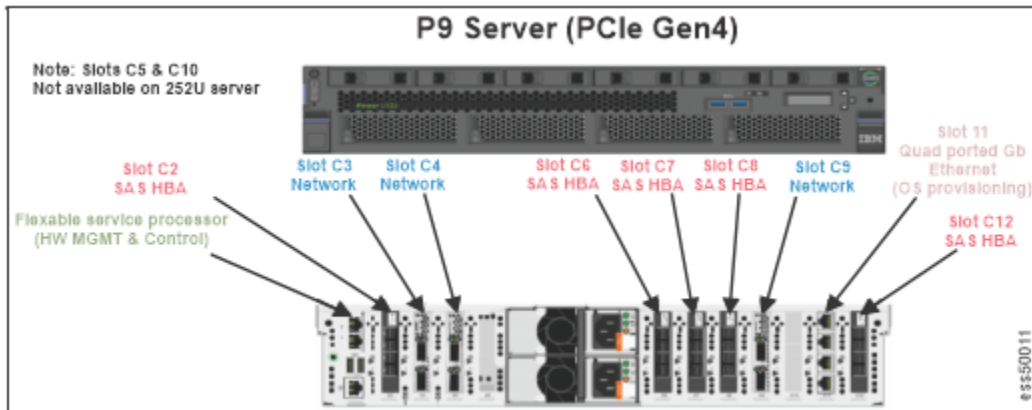 P9 Server (PCIe Gen4)
Note: Slots C5 & C10
Not available on 252U server
IBM
Slot C2
SAS HBA
Slot C3
Network
Slot C4
Network
Slot C6
SAS HBA
Slot C7
SAS HBA
Slot C8
SAS HBA
Slot C9
Network
Slot 11
Quad ported Gb
Ethernet
(OS provisioning)
Slot C12
SAS HBA
Flexable service processor
(HW MGMT & Control)
ess50011